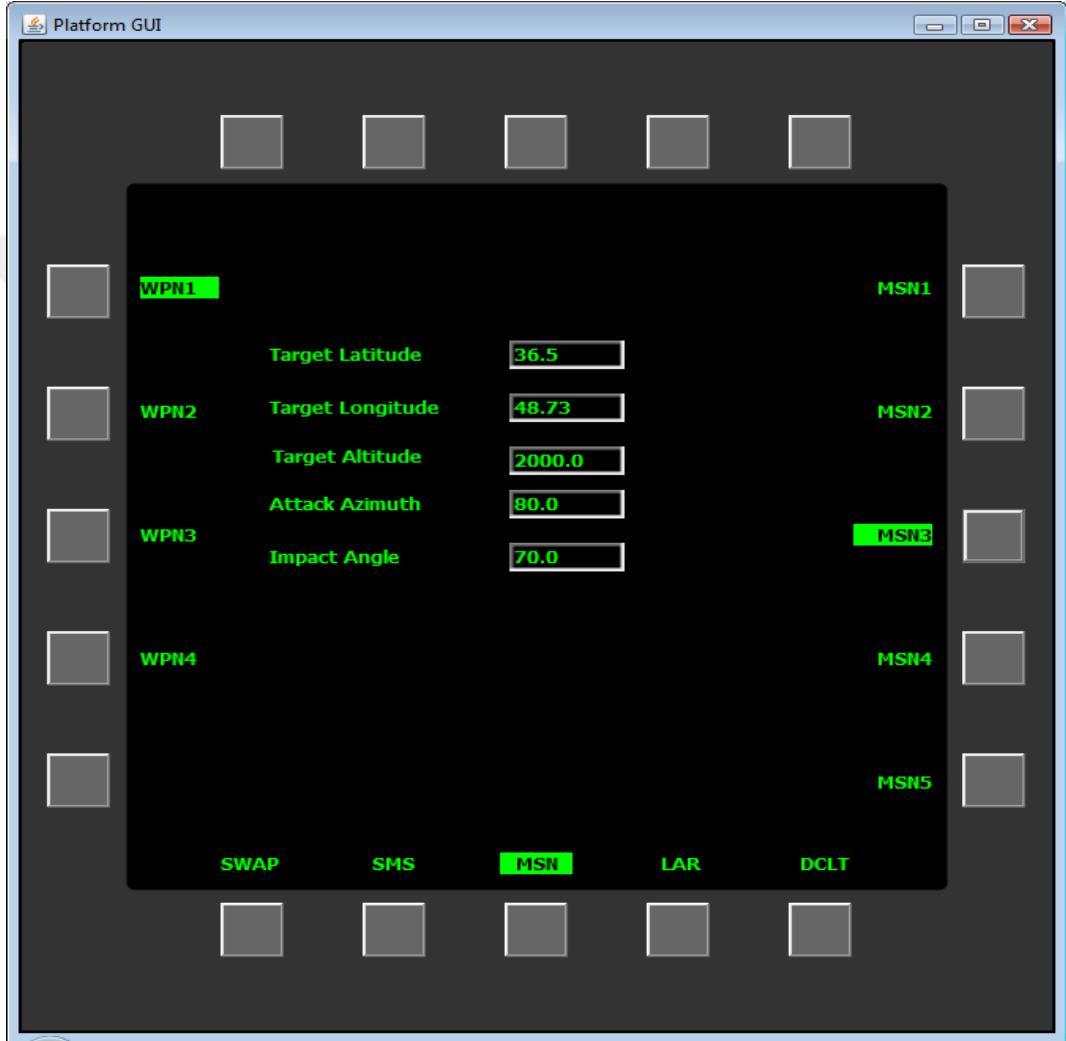 Platform GUI
WPN1 MSN1
Target Latitude 36.5
WPN2 Target Longitude 48.73 MSN2
Target Altitude 2000.0
Attack Azimuth 80.0
WPN3 MSN3
Impact Angle 70.0
WPN4 MSN4
MSN5
SWAP SMS MSN LAR DCLT